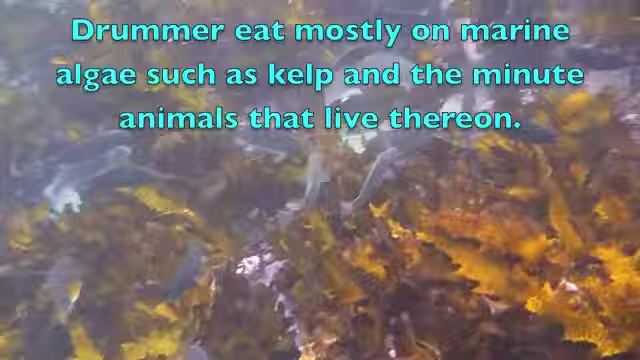 Drummer eat mostly on marine
algae such as kelp and the minute
animals that live thereon.